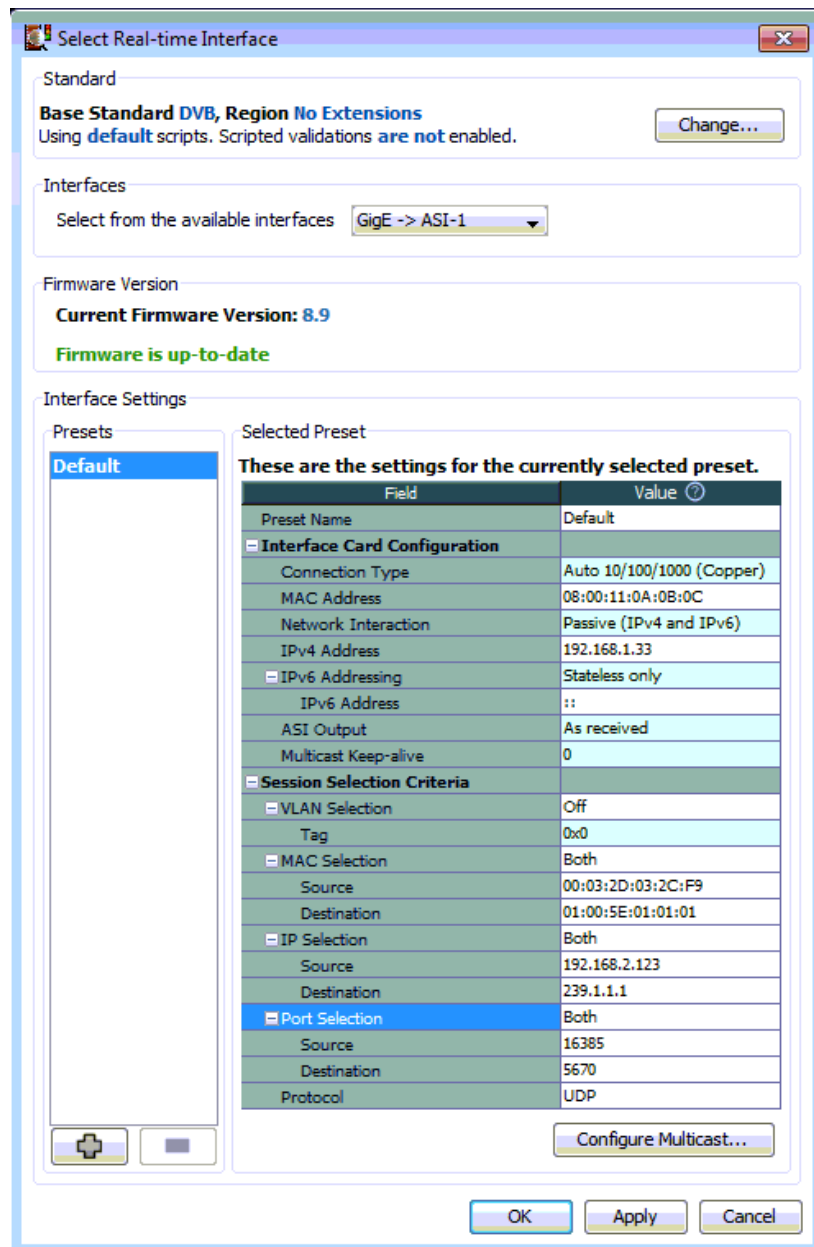 Select Real-time Interface
Standard
Base Standard DVB, Region No Extensions
Change...
Using default scripts. Scripted validations are not enabled.
Interfaces
Select from the available interfaces GigE -> ASI-1
Firmware Version
Current Firmware Version: 8.9
Firmware is up-to-date
Interface Settings
Presets
Default
Selected Preset
These are the settings for the currently selected preset.
Field Value ?
Preset Name Default
Interface Card Configuration
Connection Type Auto 10/100/1000 (Copper)
MAC Address 08:00:11:0A:0B:0C
Network Interaction Passive (IPv4 and IPv6)
IPv4 Address 192.168.1.33
IPv6 Addressing Stateless only
IPv6 Address ::
ASI Output As received
Multicast Keep-alive 0
Session Selection Criteria
VLAN Selection Off
Tag 0x0
MAC Selection Both
Source 00:03:2D:03:2C:F9
Destination 01:00:5E:01:01:01
IP Selection Both
Source 192.168.2.123
Destination 239.1.1.1
Port Selection Both
Source 16385
Destination 5670
Protocol UDP
Configure Multicast...
OK Apply Cancel